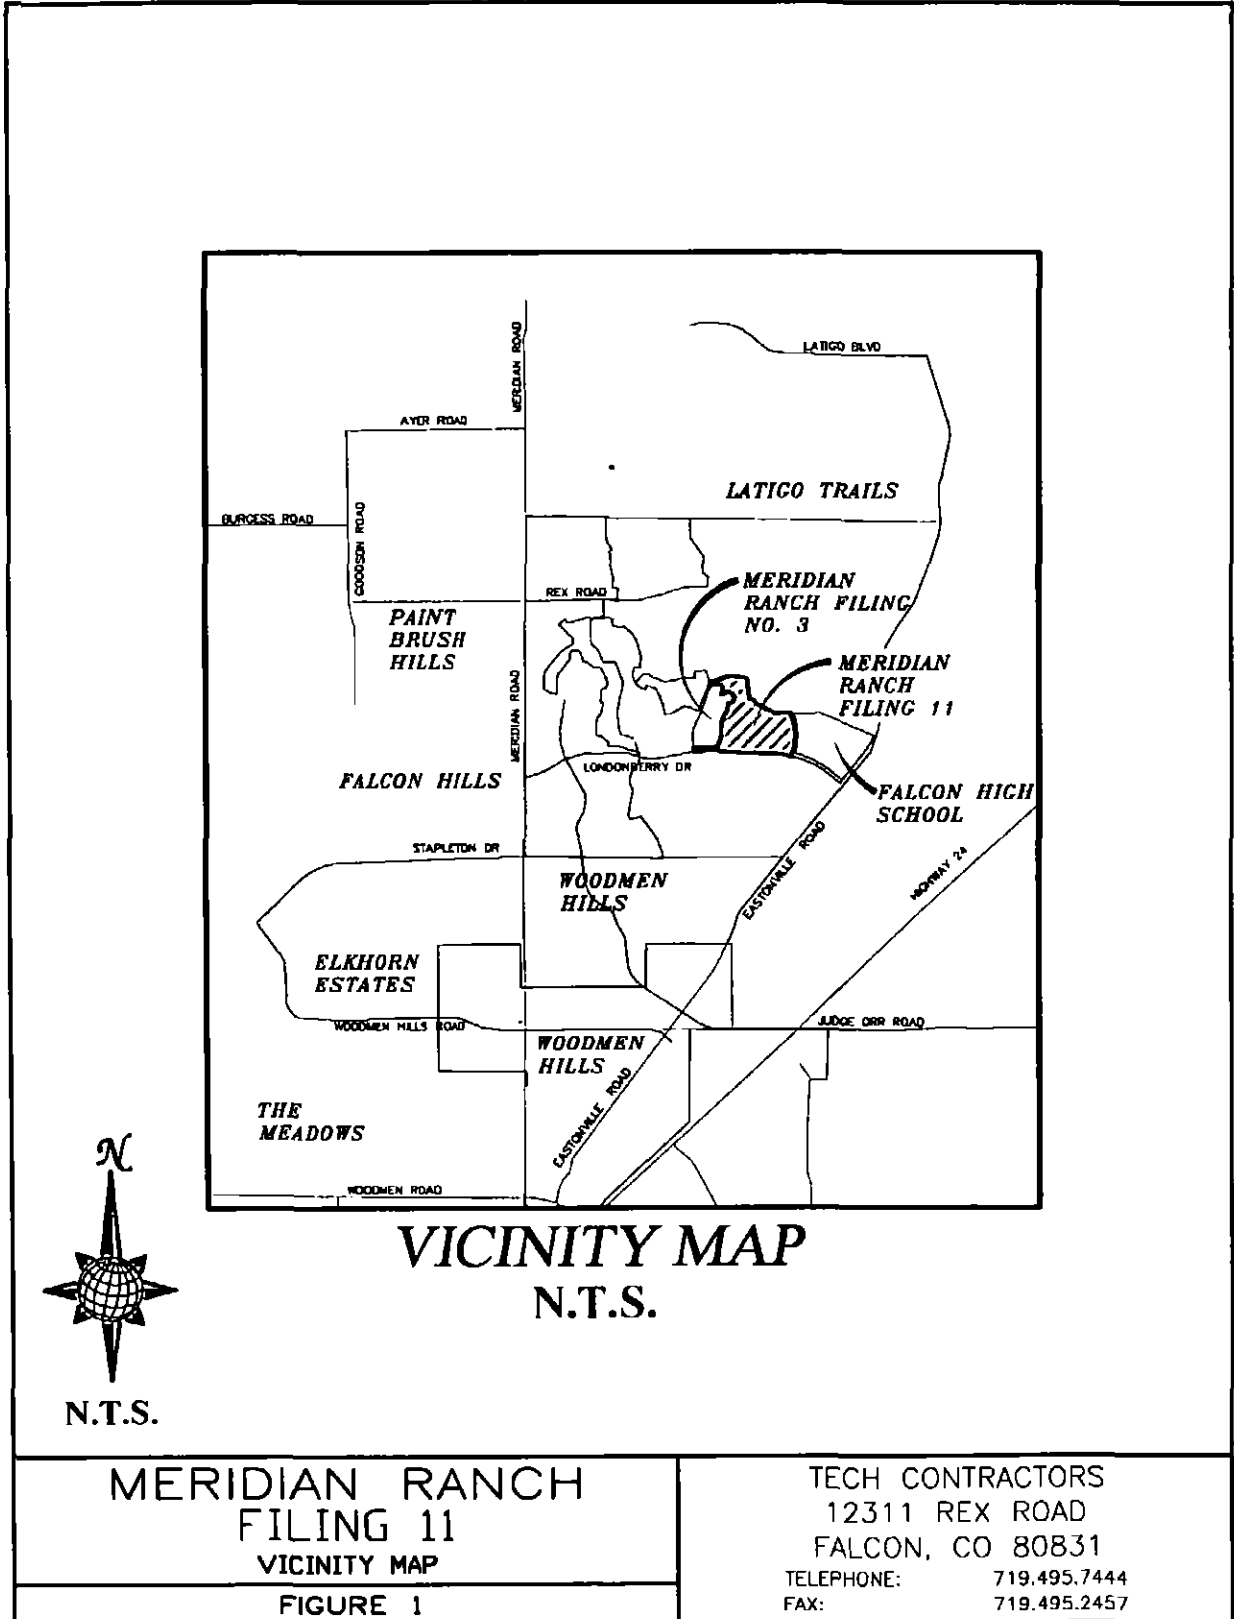 MERIDIAN ROAD
LATIGO BLVD
AYER ROAD
LATIGO TRAILS
BURGESS ROAD
GOODSON ROAD
REX ROAD
MERIDIAN
RANCH FILING
NO. 3
PAINT
BRUSH
HILLS
MERIDIAN
RANCH
FILING 11
MERIDIAN ROAD
LONDONBERRY DR
FALCON HILLS
FALCON HIGH
SCHOOL
STAPLETON DR
EASTONVILLE ROAD
HIGHWAY 24
WOODMEN
HILLS
ELKHORN
ESTATES
WOODMEN HILLS ROAD
JUDGE ORR ROAD
WOODMEN
HILLS
EASTONVILLE ROAD
THE
MEADOWS
WOODMEN ROAD
VICINITY MAP
N.T.S.
N
N.T.S.
MERIDIAN RANCH
FILING 11
VICINITY MAP
FIGURE 1
TECH CONTRACTORS
12311 REX ROAD
FALCON, CO 80831
TELEPHONE: 719.495.7444
FAX: 719.495.2457